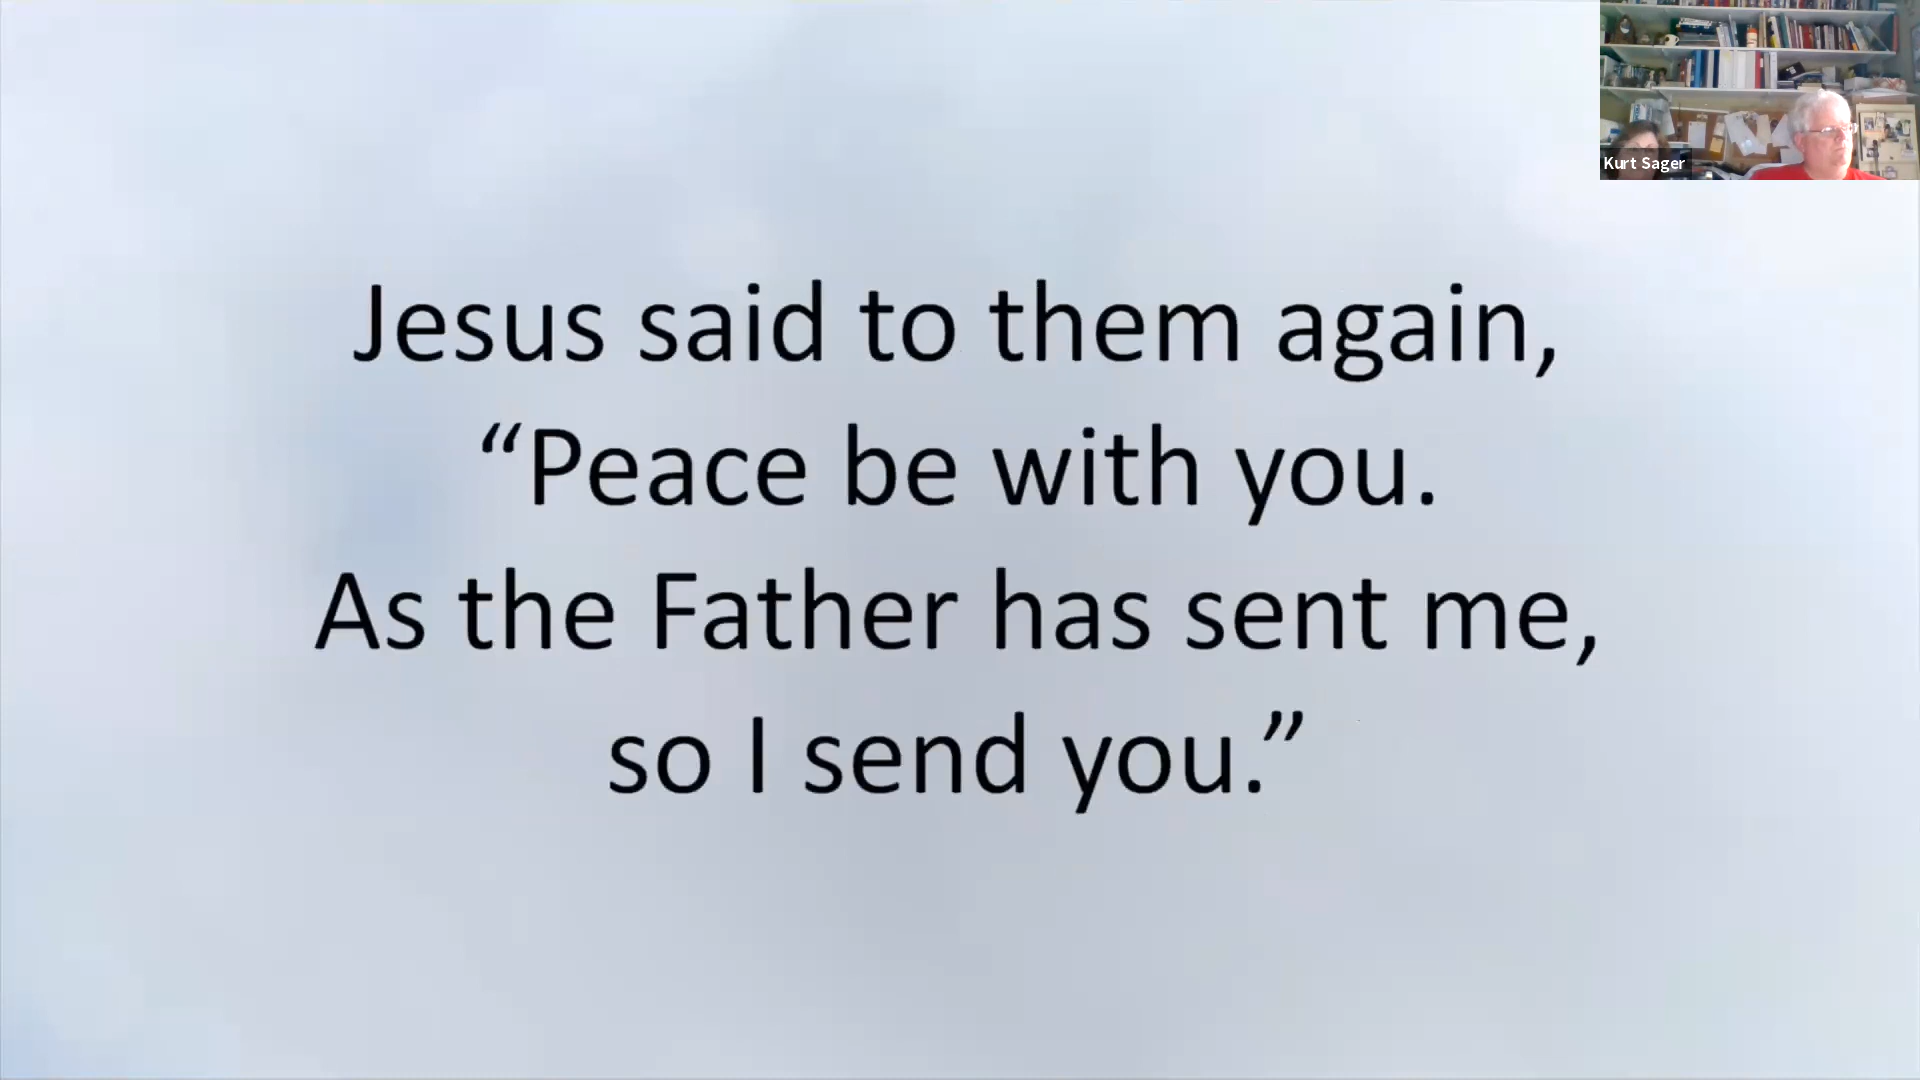 Kurt Sager
Jesus said to them again,
“Peace be with you.
As the Father has sent me,
so I send you.”